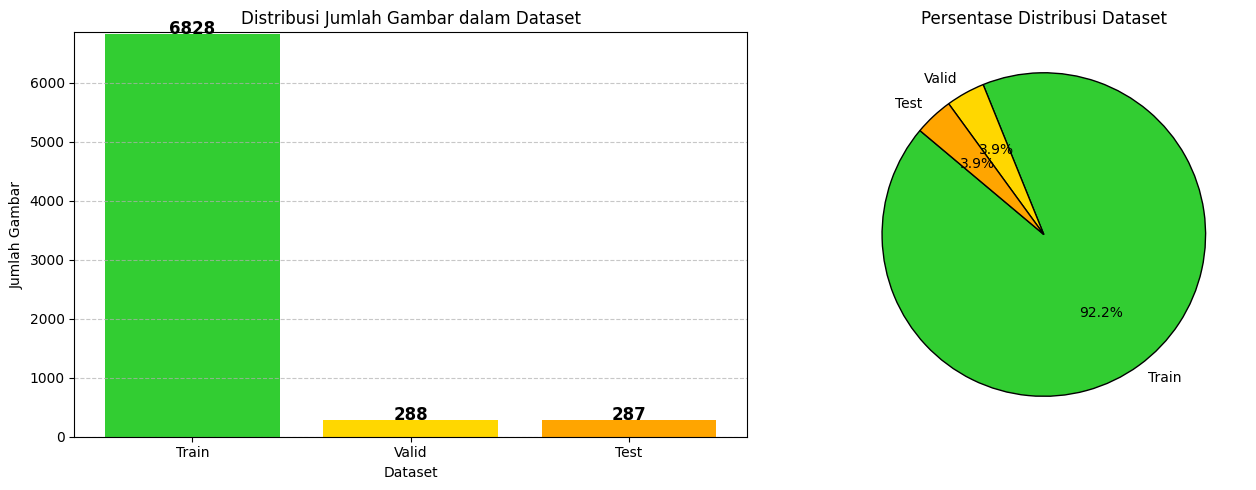 Distribusi Jumlah Gambar dalam Dataset
6828
6000
5000
4000
3000
2000
1000
0
Jumlah Gambar
288
287
Train
Valid
Test
Dataset
Persentase Distribusi Dataset
Valid
Test
3.9%
3.9%
92.2%
Train